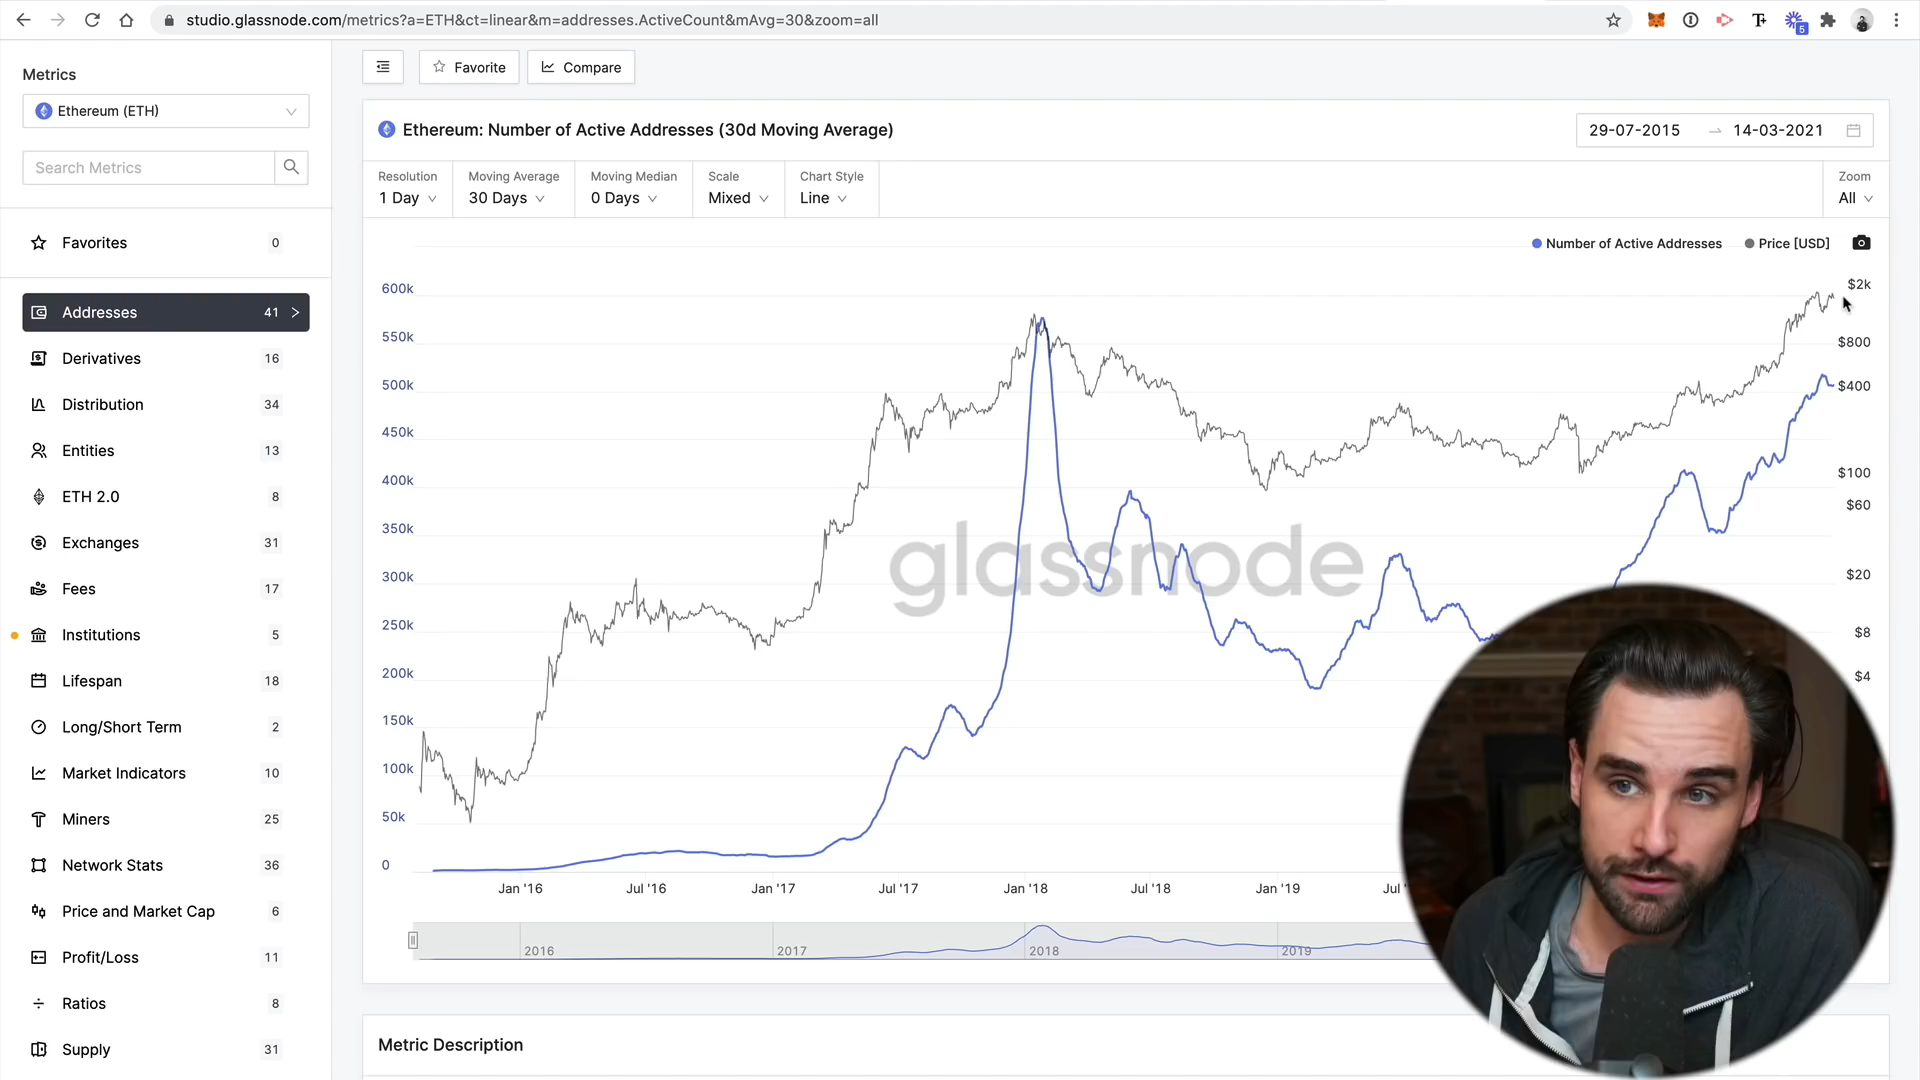 studio.glassnode.com/metrics?a=ETH&ct=linear&m=addresses.ActiveCount&mAvg=30&zoom=all
5
Metrics
Ethereum (ETH)
Search Metrics
Favorites 0
Addresses 41
Derivatives 16
Distribution 34
Entities 13
ETH 2.0 8
Exchanges 31
Fees 17
Institutions 5
Lifespan 18
Long/Short Term 2
Market Indicators 10
Miners 25
Network Stats 36
Price and Market Cap 6
Profit/Loss 11
Ratios 8
Supply 31
Favorite
Compare
Ethereum: Number of Active Addresses (30d Moving Average)
29-07-2015 → 14-03-2021
Resolution
1 Day
Moving Average
30 Days
Moving Median
0 Days
Scale
Mixed
Chart Style
Line
Zoom
All
Number of Active Addresses
Price [USD]
600k
550k
500k
450k
400k
350k
300k
250k
200k
150k
100k
50k
0
$2k
$800
$400
$100
$60
$20
$8
$4
glassnode
Jan '16
Jul '16
Jan '17
Jul '17
Jan '18
Jul '18
Jan '19
Jul '
2016
2017
2018
2019
Metric Description